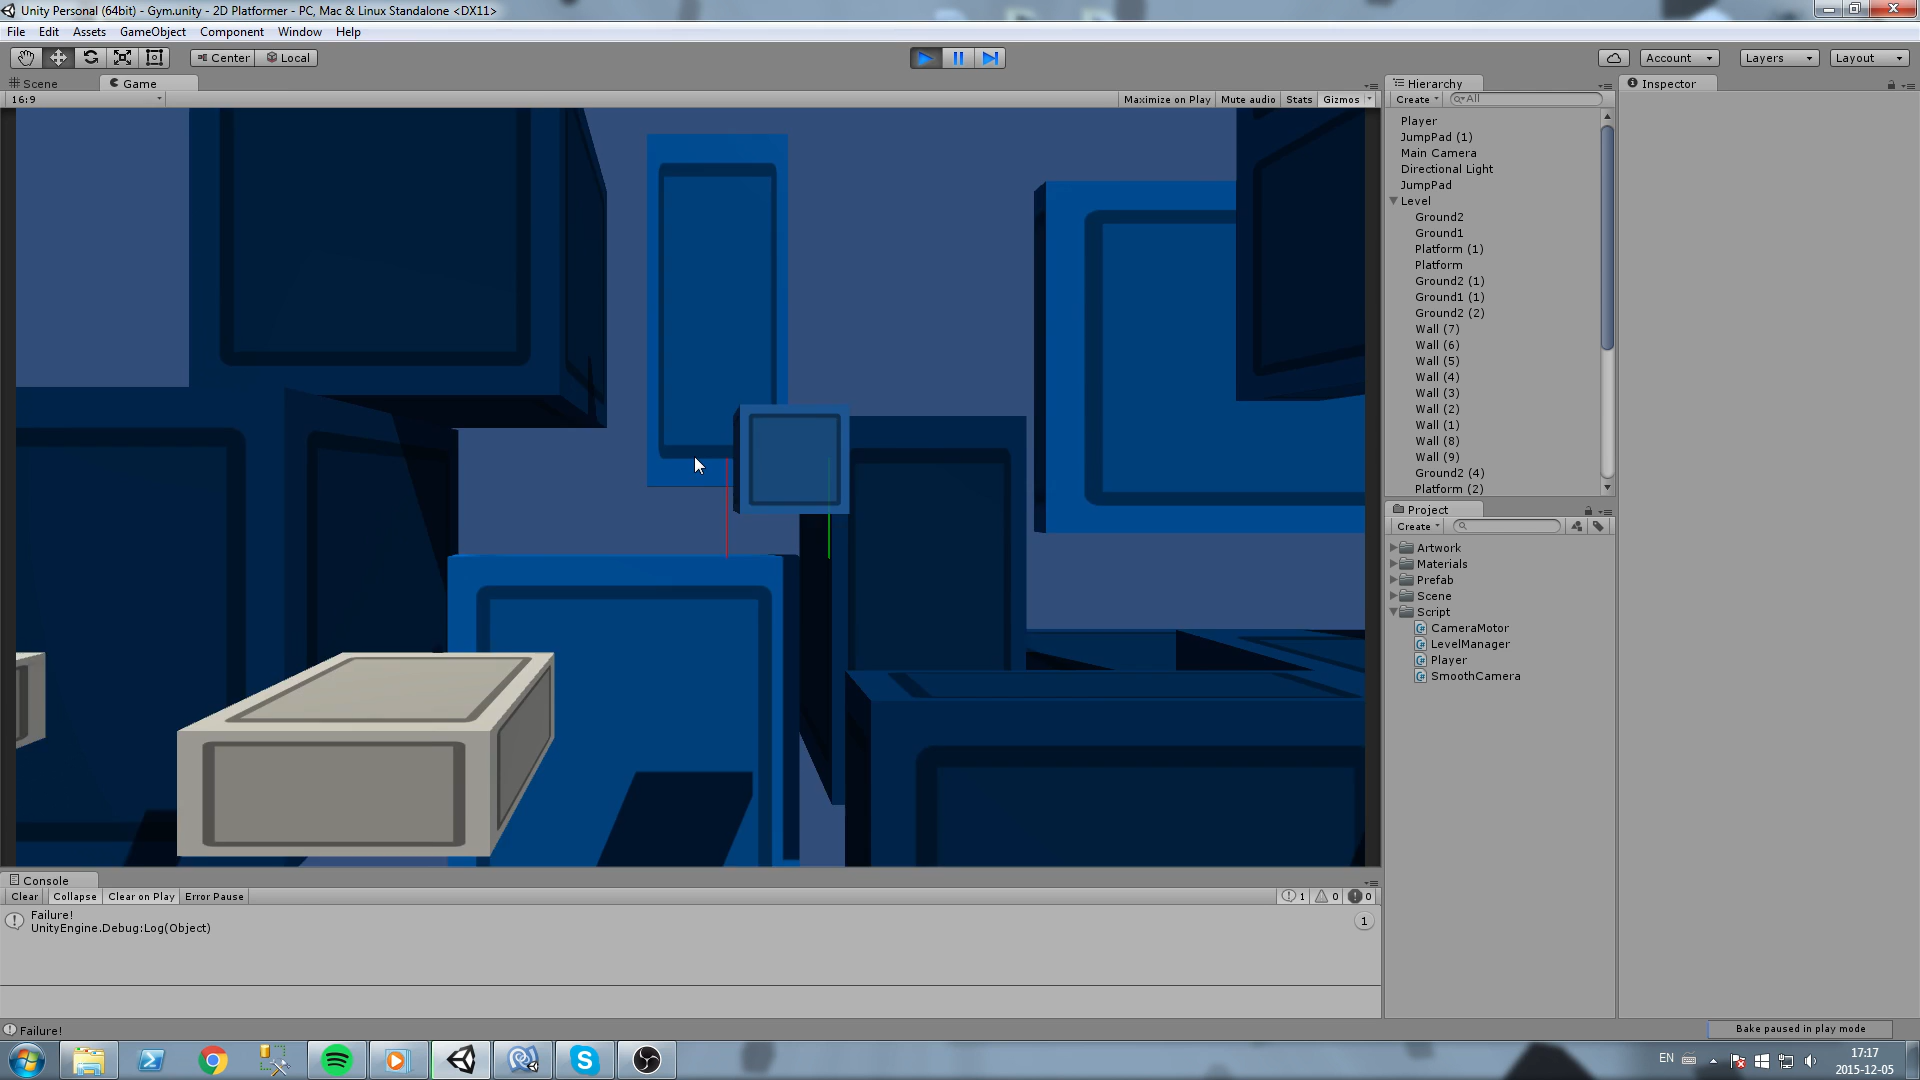 Unity Personal (64bit) - Gym.unity - 2D Platformer - PC, Mac & Linux Standalone <DX11>
File Edit Assets GameObject Component Window Help
Center Local Account Layers Layout
Scene Game
16:9 Maximize on Play Mute audio Stats Gizmos
Hierarchy
Create All
Player
JumpPad (1)
Main Camera
Directional Light
JumpPad
Level
Ground2
Ground1
Platform (1)
Platform
Ground2 (1)
Ground1 (1)
Ground2 (2)
Wall (7)
Wall (6)
Wall (5)
Wall (4)
Wall (3)
Wall (2)
Wall (1)
Wall (8)
Wall (9)
Ground2 (4)
Platform (2)
Inspector
Project
Create
Artwork
Materials
Prefab
Scene
Script
CameraMotor
LevelManager
Player
SmoothCamera
Console
Clear Collapse Clear on Play Error Pause 1 0 0
Failure!
UnityEngine.Debug:Log(Object)
1
Failure!
Bake paused in play mode
EN
17:17
2015-12-05